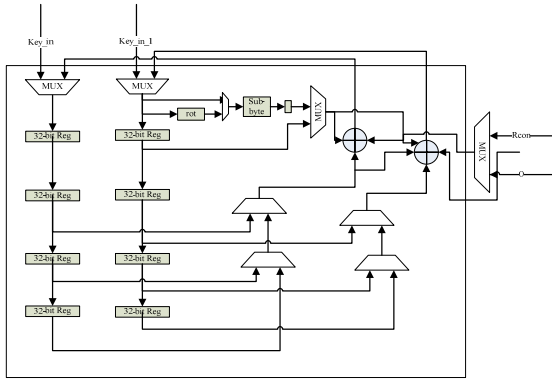 Key_in
Key_in_1
MUX
MUX
rot
Sub-
byte
MUX
MUX
Rcon
0
32-bit Reg
32-bit Reg
32-bit Reg
32-bit Reg
32-bit Reg
32-bit Reg
32-bit Reg
32-bit Reg